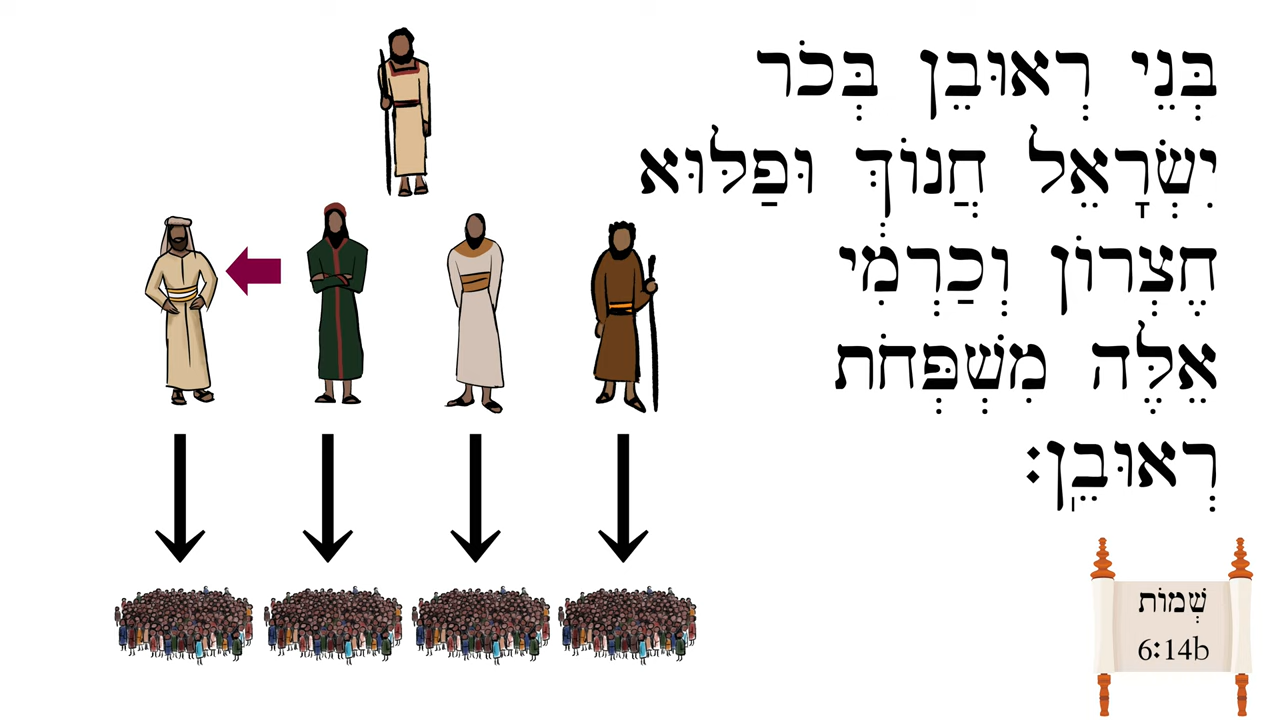 בְּנֵי רְאוּבֵן בְּכֹר
יִשְׂרָאֵל חֲנוֹךְ וּפַלּוּא
חֶצְרוֹן וְכַרְמִי
אֵלֶּה מִשְׁפְּחֹת
רְאוּבֵֽן׃
שְׁמוֹת
6:14b